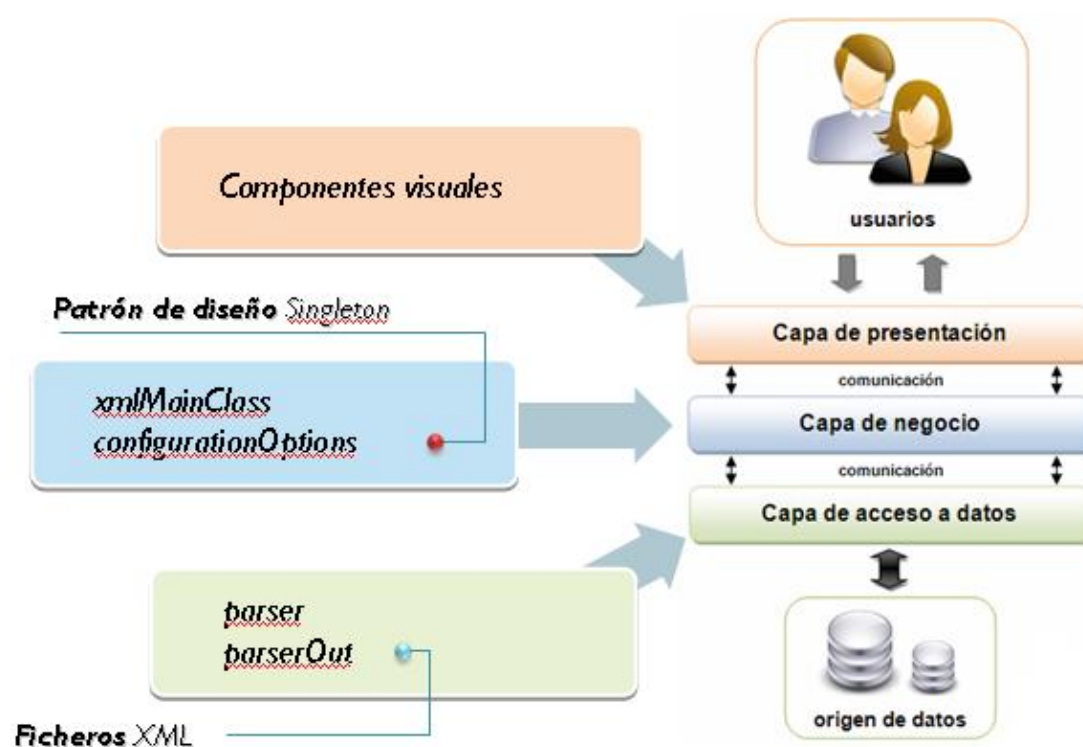 usuarios
Componentes visuales
Patrón de diseño Singleton
Capa de presentación
comunicación
xmlMainClass
configurationOptions
Capa de negocio
comunicación
Capa de acceso a datos
parser
parserOut
origen de datos
Ficheros XML